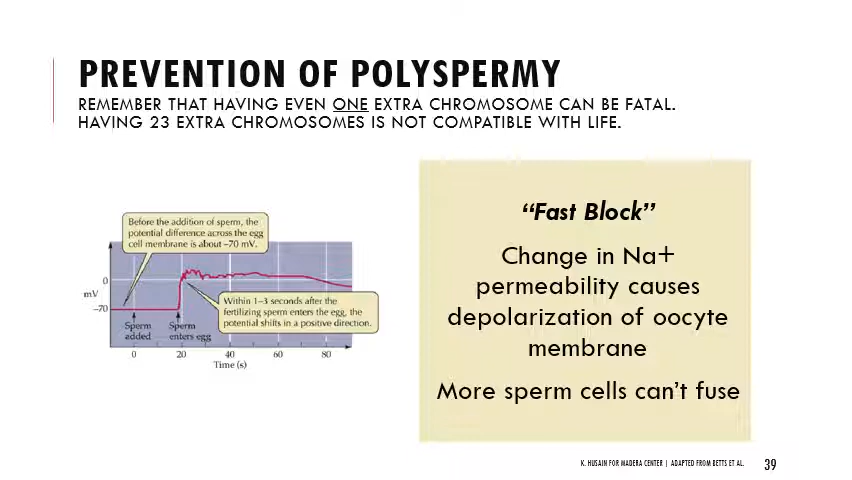 PREVENTION OF POLYSPERMY
REMEMBER THAT HAVING EVEN ONE EXTRA CHROMOSOME CAN BE FATAL.
HAVING 23 EXTRA CHROMOSOMES IS NOT COMPATIBLE WITH LIFE.
Before the addition of sperm, the
potential difference across the egg
cell membrane is about –70 mV.
0
mV
–70
Within 1–3 seconds after the
fertilizing sperm enters the egg, the
potential shifts in a positive direction.
Sperm
added
Sperm
enters egg
0 20 40 60 80
Time (s)
“Fast Block”
Change in Na+
permeability causes
depolarization of oocyte
membrane
More sperm cells can’t fuse
K. HUSAIN FOR MADERA CENTER | ADAPTED FROM BETTS ET AL.
39